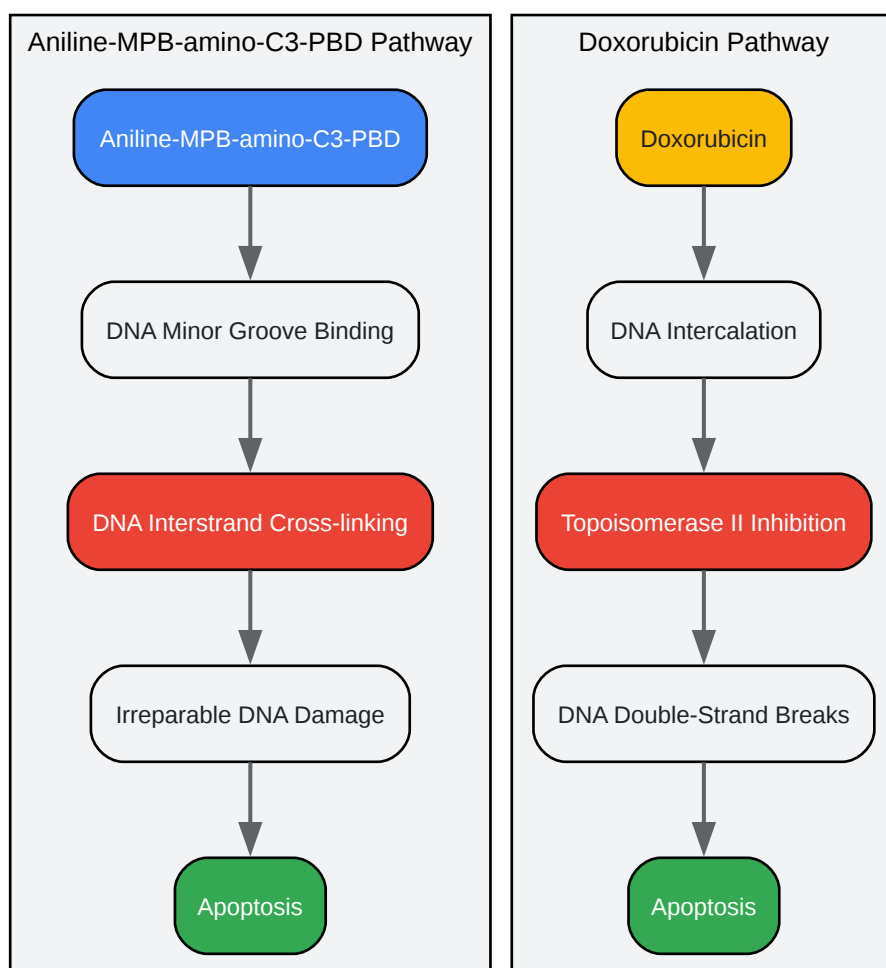 Aniline-MPB-amino-C3-PBD Pathway
Aniline-MPB-amino-C3-PBD
DNA Minor Groove Binding
DNA Interstrand Cross-linking
Irreparable DNA Damage
Apoptosis
Doxorubicin Pathway
Doxorubicin
DNA Intercalation
Topoisomerase II Inhibition
DNA Double-Strand Breaks
Apoptosis